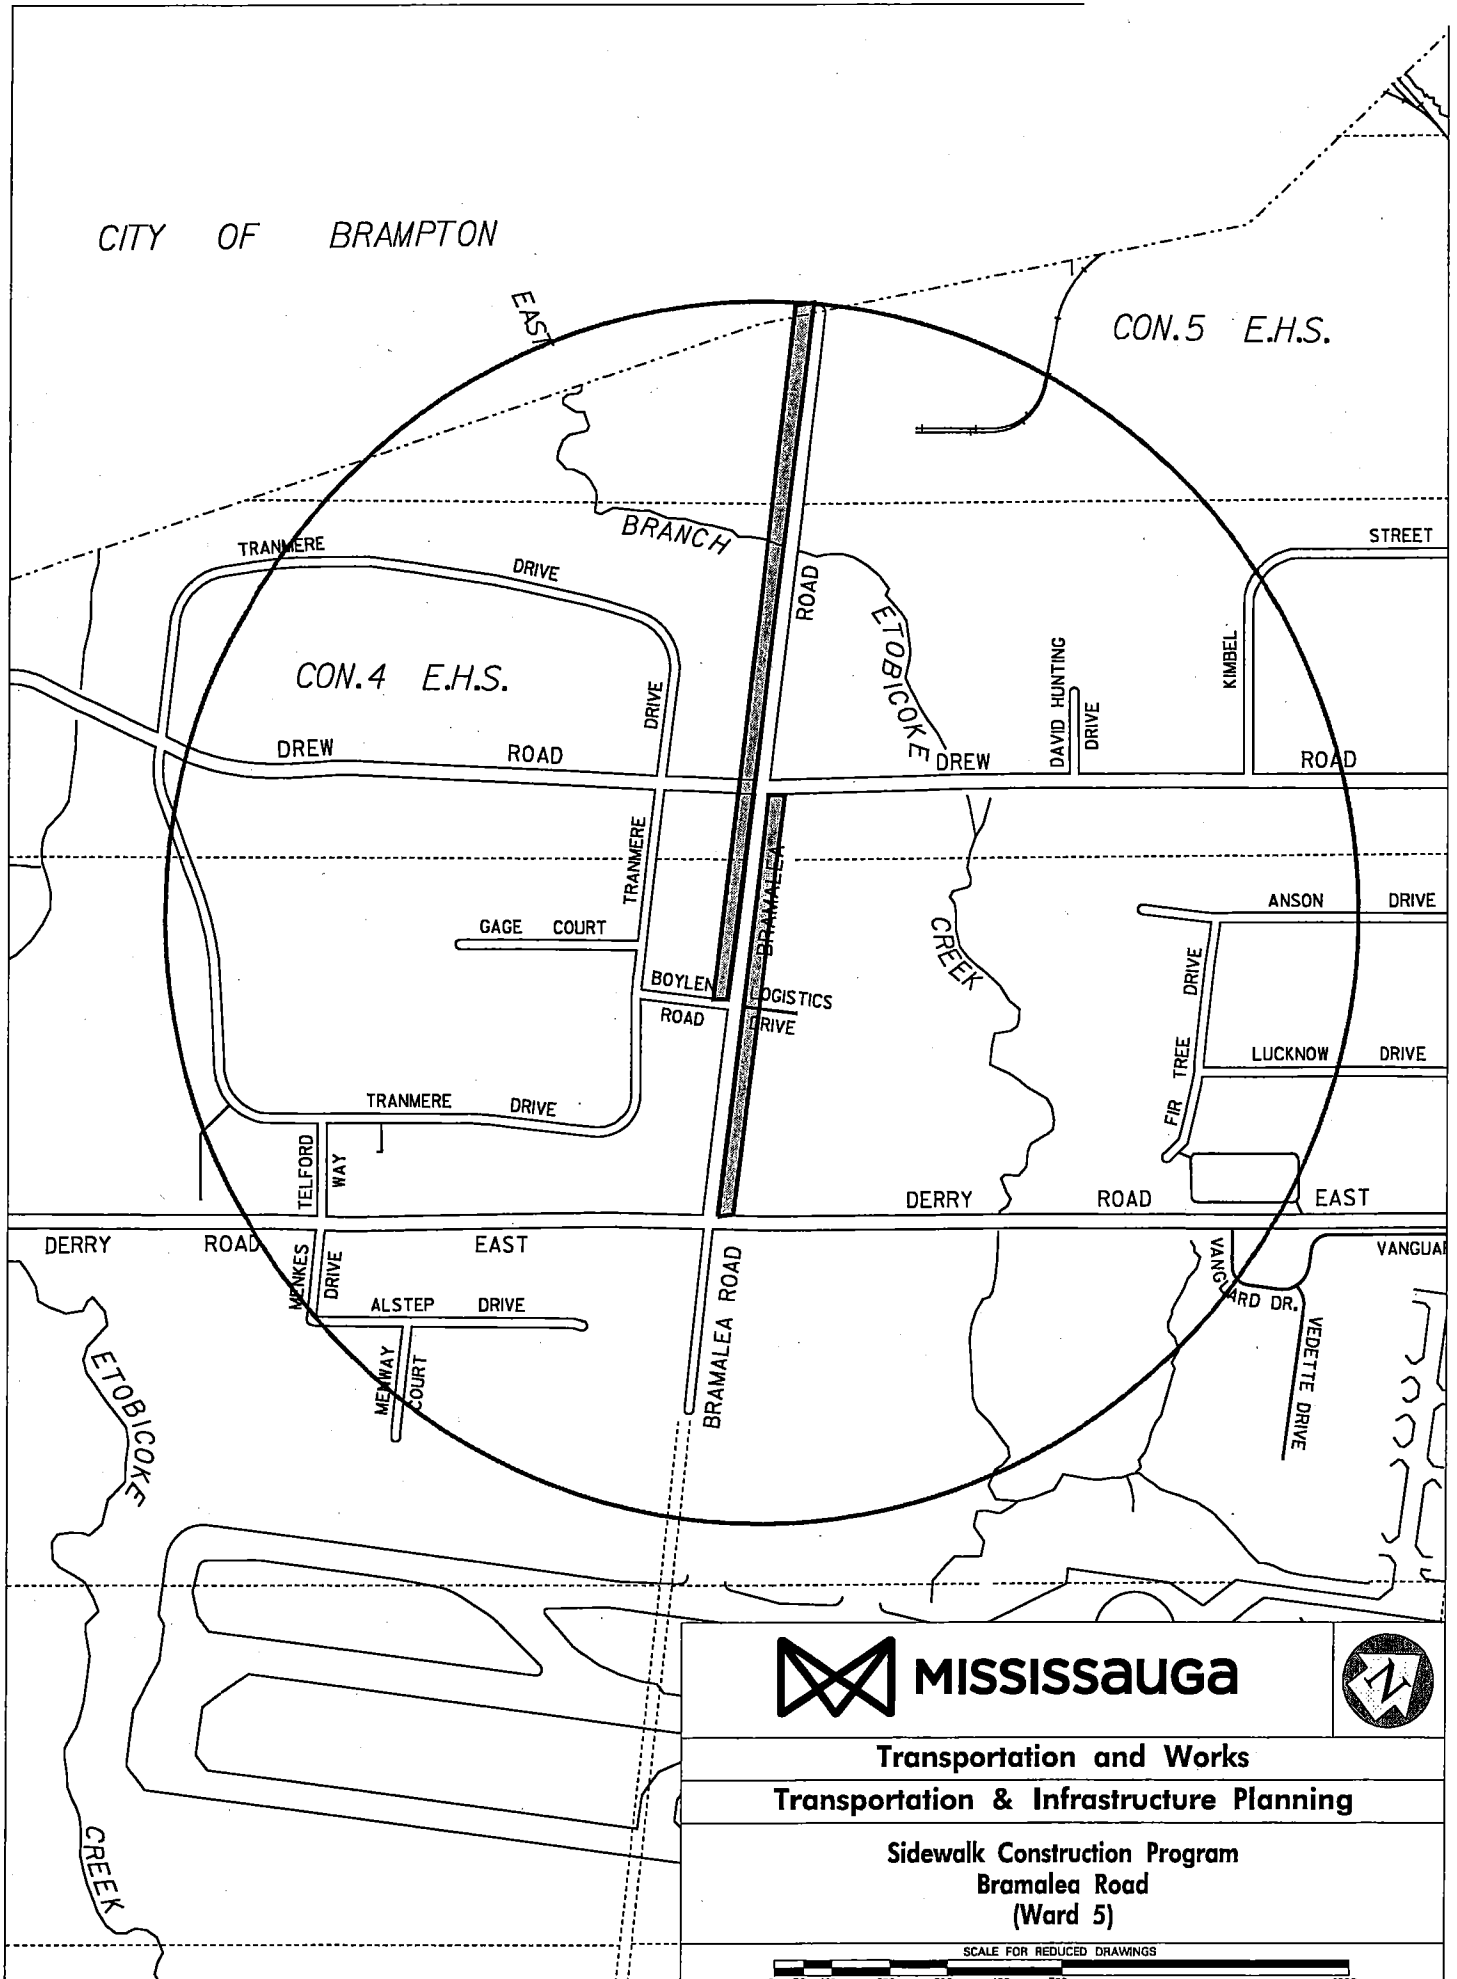 CITY OF BRAMPTON
EAST
CON.5 E.H.S.
BRANCH
STREET
TRANMERE
DRIVE
ROAD
ETOBICOKE
KIMBEL
DAVID HUNTING
DRIVE
CON.4 E.H.S.
DRIVE
DREW ROAD
DREW
ROAD
TRANMERE
BRAMALEA
ANSON DRIVE
GAGE COURT
CREEK
DRIVE
BOYLEN
ROAD
LOGISTICS
DRIVE
LUCKNOW DRIVE
FIR TREE
TRANMERE DRIVE
TELFORD
WAY
DERRY ROAD EAST
DERRY ROAD EAST
MENKES
DRIVE
BRAMALEA ROAD
VANGUARD DR.
VANGUAR
ALSTEP DRIVE
MENWAY
COURT
VEDETTE DRIVE
ETOBICOKE
CREEK
MISSISSauGa
N
Transportation and Works
Transportation & Infrastructure Planning
Sidewalk Construction Program
Bramalea Road
(Ward 5)
SCALE FOR REDUCED DRAWINGS